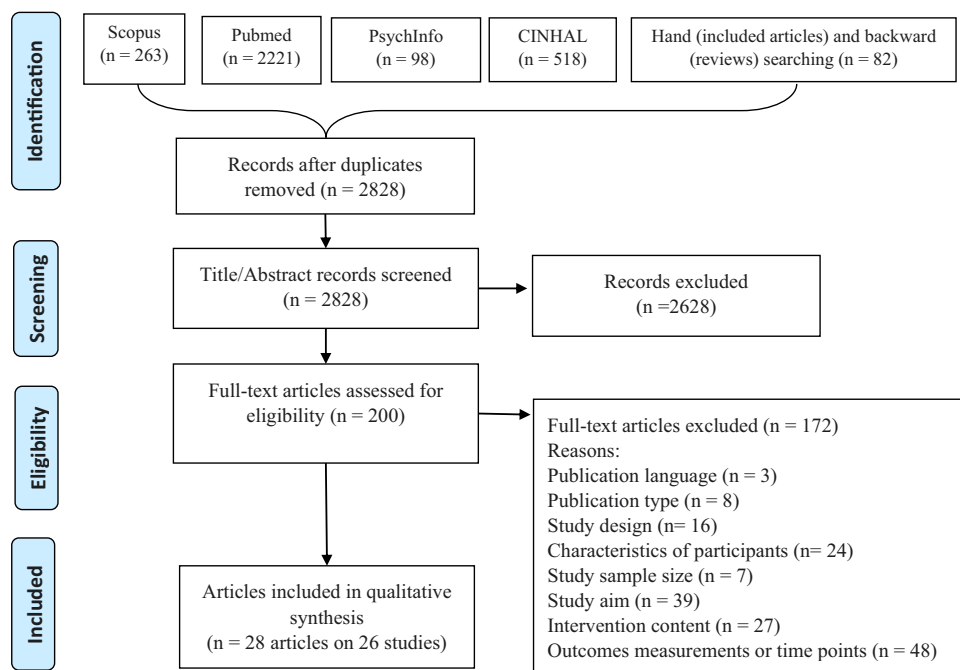 Identification
Scopus
(n = 263)
Pubmed
(n = 2221)
PsychInfo
(n = 98)
CINHAL
(n = 518)
Hand (included articles) and backward
(reviews) searching (n = 82)
Records after duplicates
removed (n = 2828)
Screening
Title/Abstract records screened
(n = 2828)
Records excluded
(n =2628)
Eligibility
Full-text articles assessed for
eligibility (n = 200)
Full-text articles excluded (n = 172)
Reasons:
Publication language (n = 3)
Publication type (n = 8)
Study design (n= 16)
Characteristics of participants (n= 24)
Study sample size (n = 7)
Study aim (n = 39)
Intervention content (n = 27)
Outcomes measurements or time points (n = 48)
Included
Articles included in qualitative
synthesis
(n = 28 articles on 26 studies)